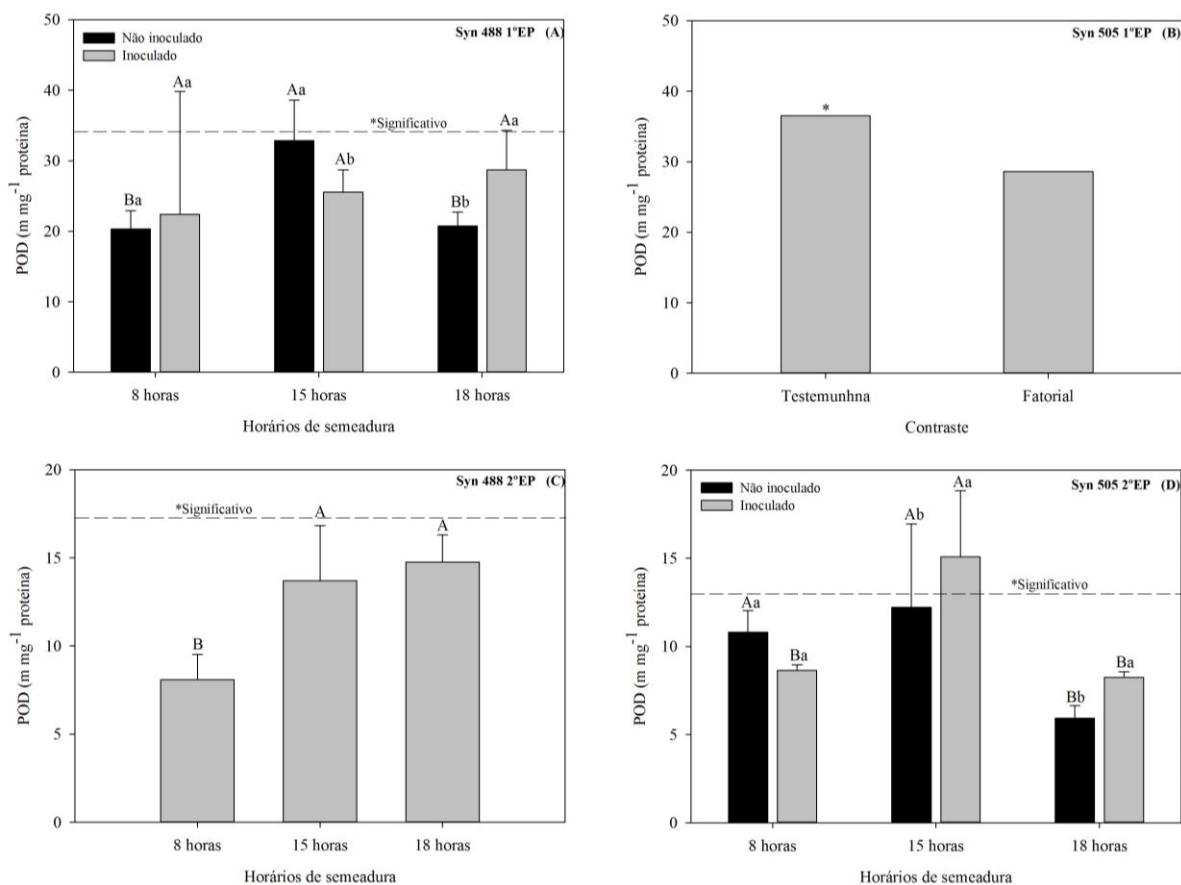 Syn 488 1ºEP (A)
Não inoculado
Inoculado
50
40
30
20
10
0
POD (m mg-1 proteina)
Aa
Aa
*Significativo
Aa
Ab
Ba
Bb
8 horas
15 horas
18 horas
Horários de semeadura
Syn 505 1ºEP (B)
50
40
30
20
10
0
POD (m mg-1 proteina)
*
Testemunhna
Fatorial
Contraste
Syn 488 2ºEP (C)
20
15
10
5
0
POD (m mg-1 proteina)
*Significativo
A
A
B
8 horas
15 horas
18 horas
Horários de semeadura
Syn 505 2ºEP (D)
Não inoculado
Inoculado
20
15
10
5
0
POD (m mg-1 proteina)
Aa
Ab
*Significativo
Aa
Ba
Ba
Bb
8 horas
15 horas
18 horas
Horários de semeadura